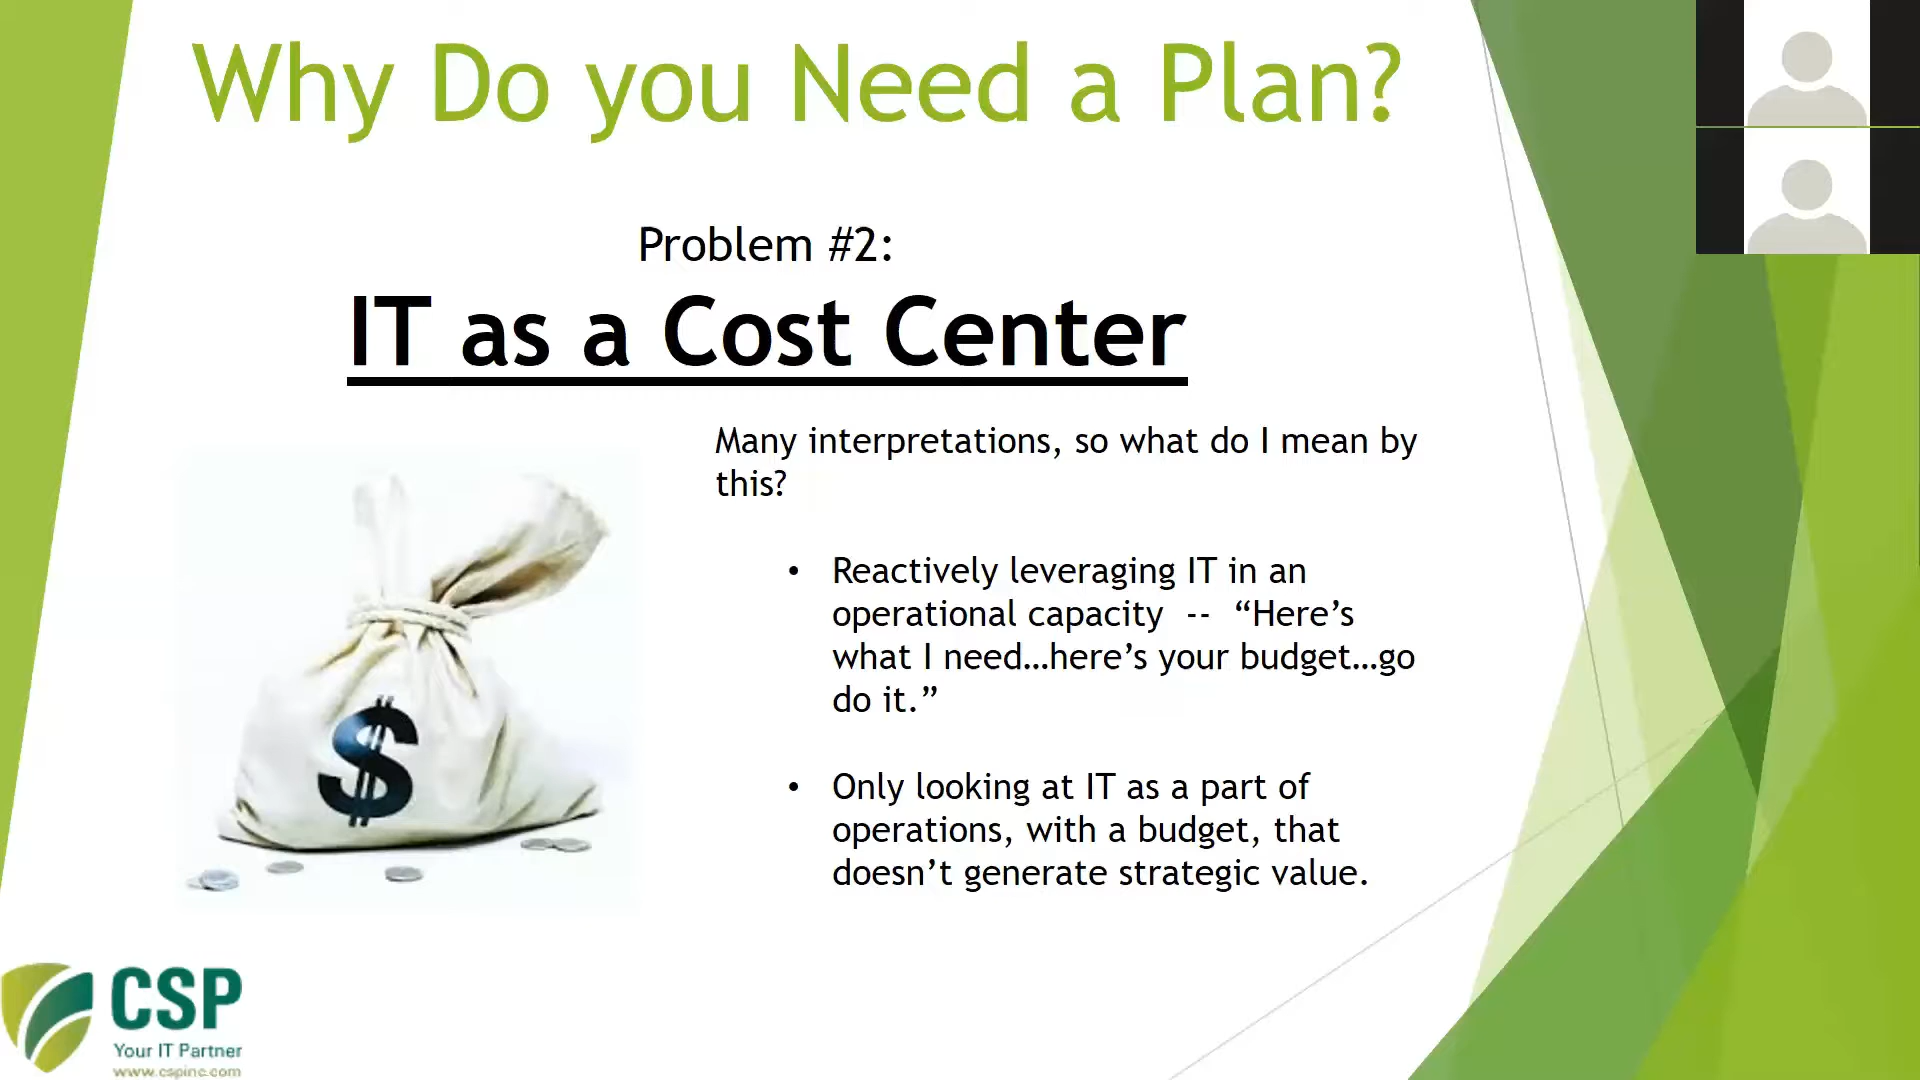 Why Do you Need a Plan?
Problem #2:
IT as a Cost Center
Many interpretations, so what do I mean by
this?
• Reactively leveraging IT in an
operational capacity -- “Here’s
what I need…here’s your budget…go
do it.”
• Only looking at IT as a part of
operations, with a budget, that
doesn’t generate strategic value.
$
CSP
Your IT Partner
www.cspinc.com